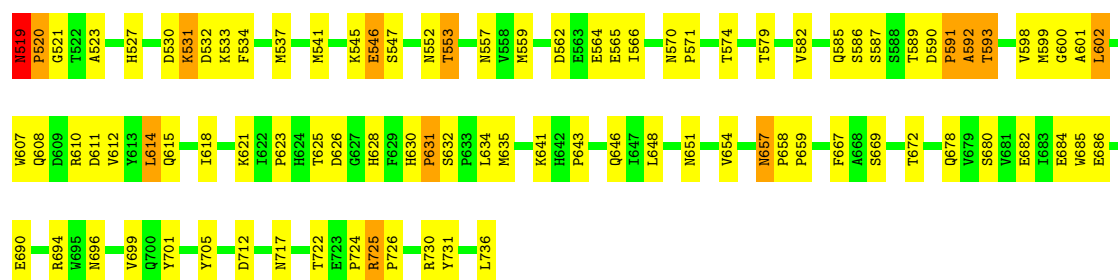 N519 P520 G521 T522 A523 H527 D530 K531 D532 K533 F534 M537 M541 K545 E546 S547 N552 T553 N557 V558 M559 D562 E563 E564 E565 I566 N570 P571 T574 T579 V582 Q585 S586 S587 S588 T589 D590 P591 A592 T593 V598 M599 G600 A601 L602
W607 Q608 D609 R610 D611 V612 Y613 L614 Q615 I618 K621 I622 P623 H624 T625 D626 G627 H628 F629 H630 P631 S632 P633 L634 M635 K641 H642 P643 Q646 I647 L648 N651 V654 N657 P658 P659 F667 A668 S669 T672 Q678 V679 S680 V681 E682 I683 E684 W685 E686
E690 R694 W695 N696 V699 Q700 Y701 Y705 D712 N717 T722 E723 P724 R725 P726 R730 Y731 L736